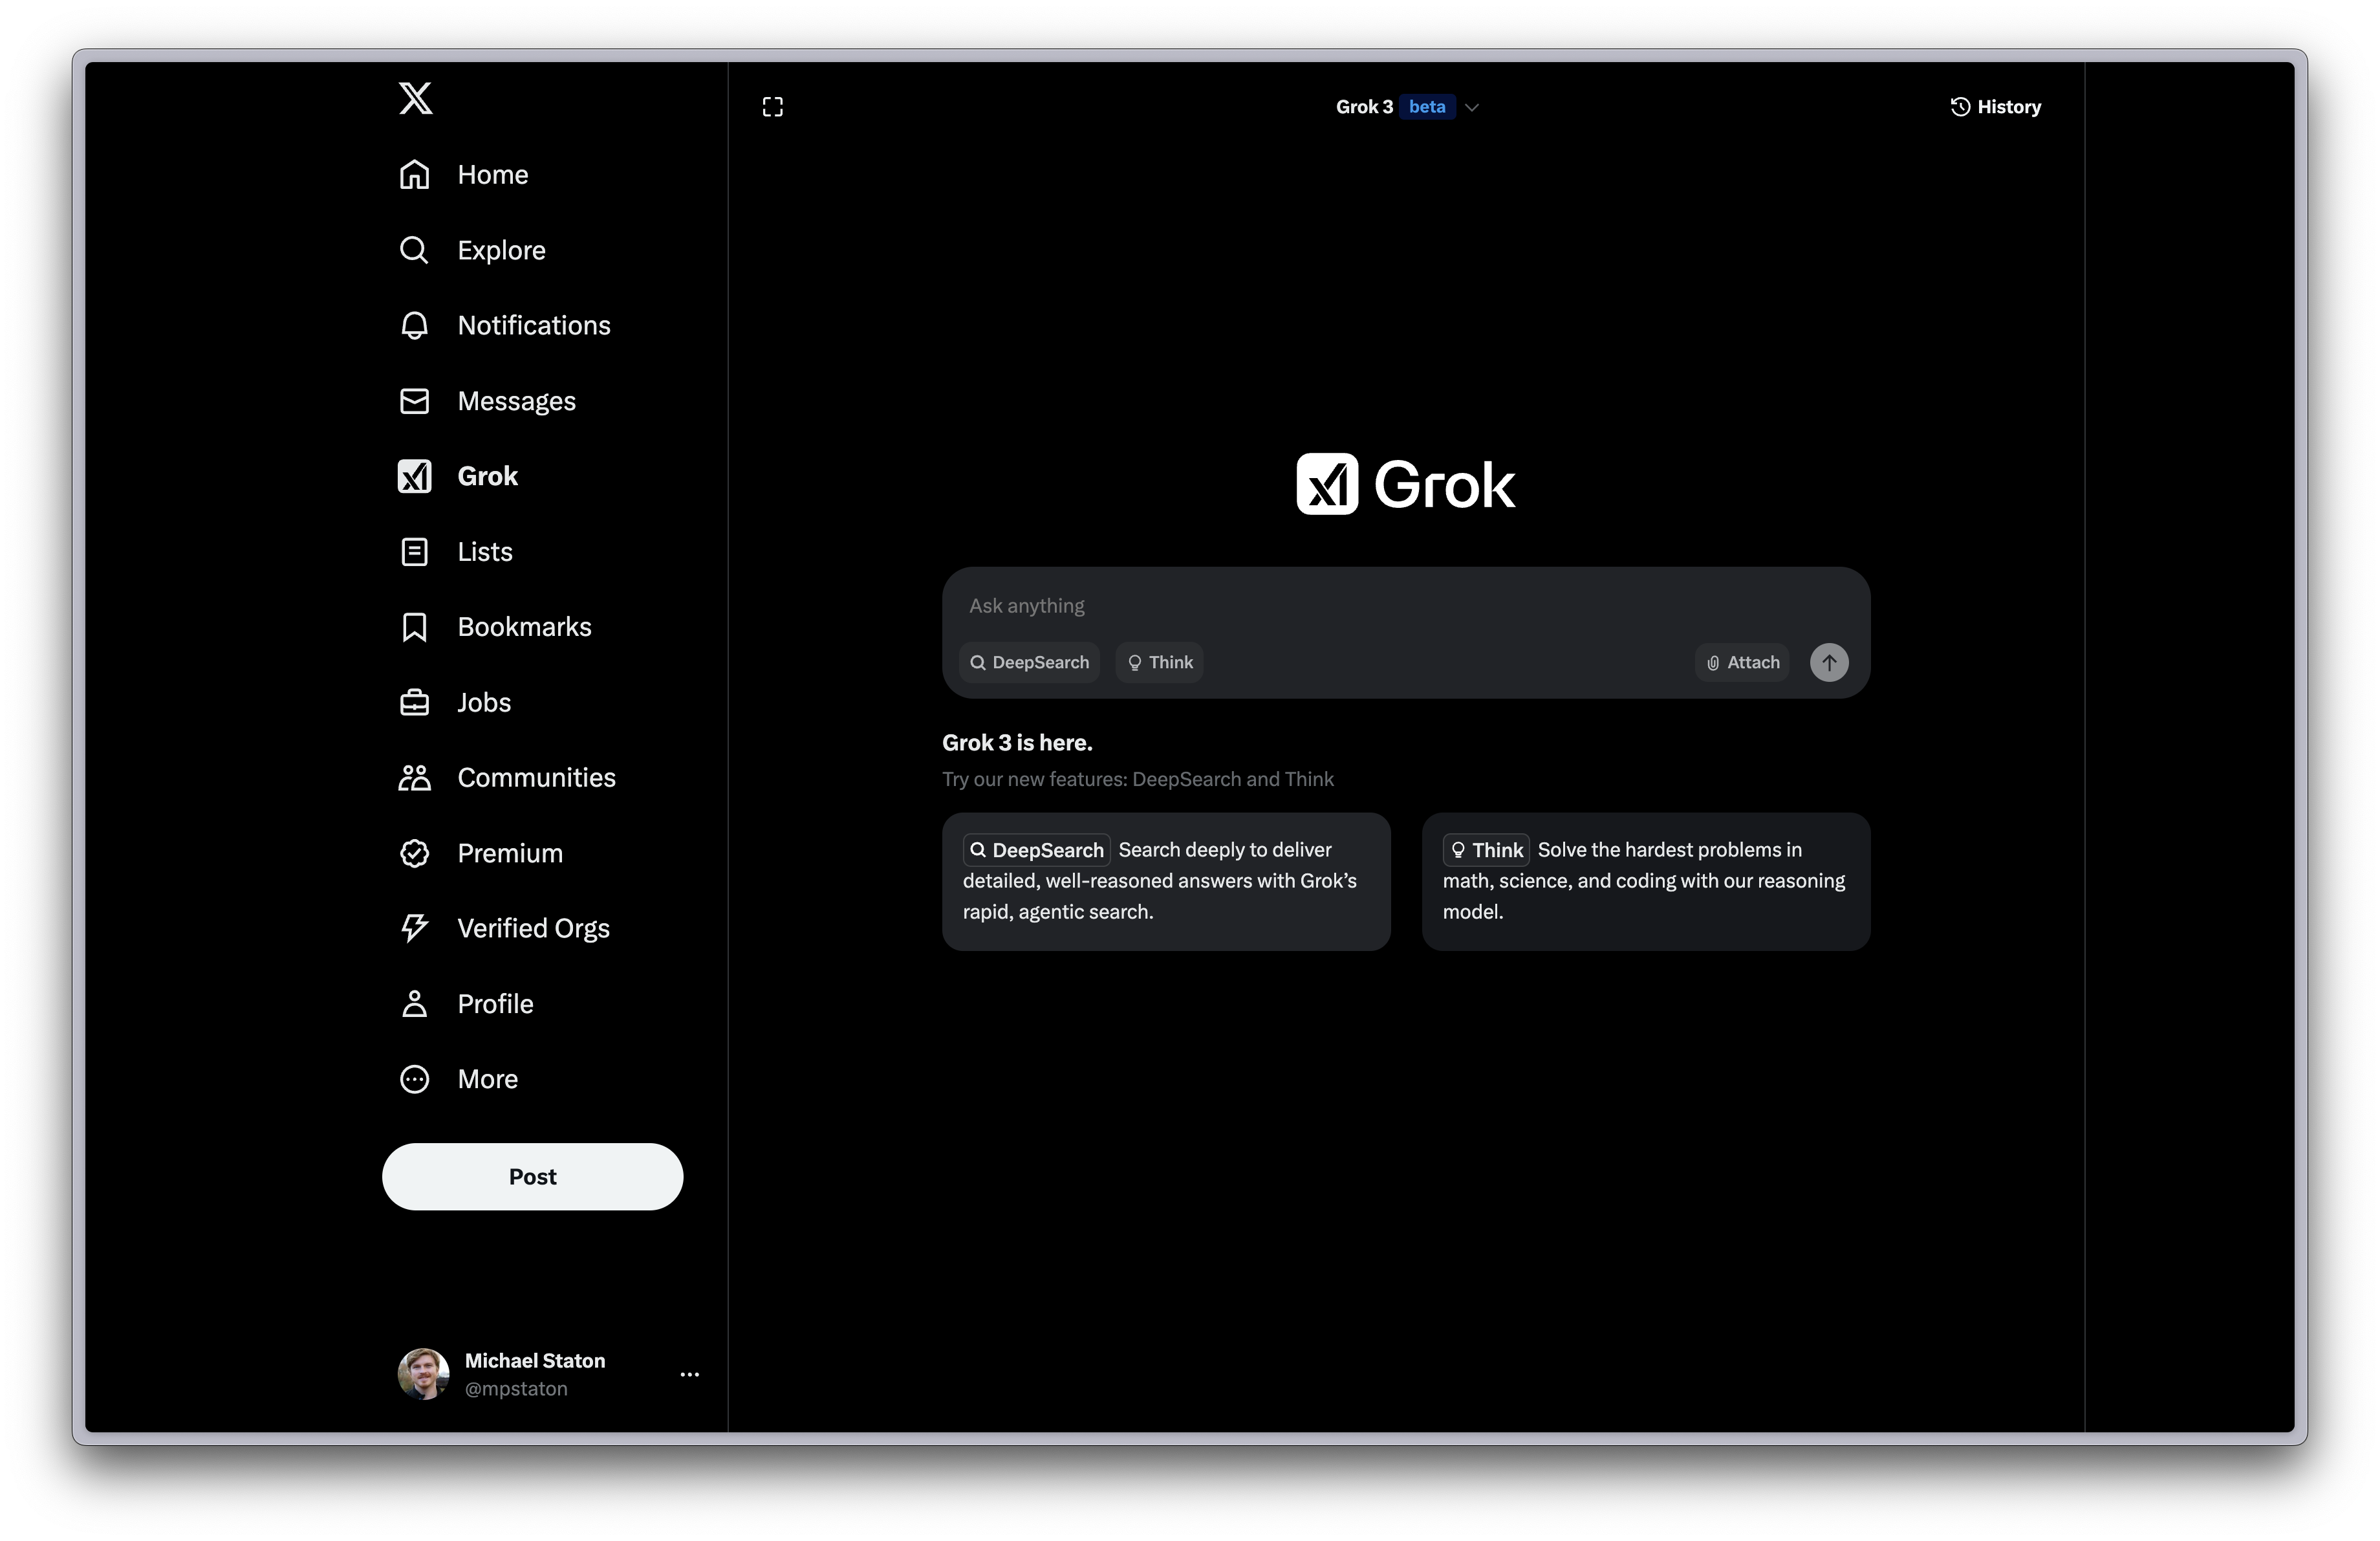 Home
Explore
Notifications
Messages
Grok
Lists
Bookmarks
Jobs
Communities
Premium
Verified Orgs
Profile
More
Post
Michael Staton
@mpstaton
Grok 3 beta
History
Grok
Ask anything
DeepSearch Think Attach
Grok 3 is here.
Try our new features: DeepSearch and Think
DeepSearch Search deeply to deliver
detailed, well-reasoned answers with Grok’s
rapid, agentic search.
Think Solve the hardest problems in
math, science, and coding with our reasoning
model.